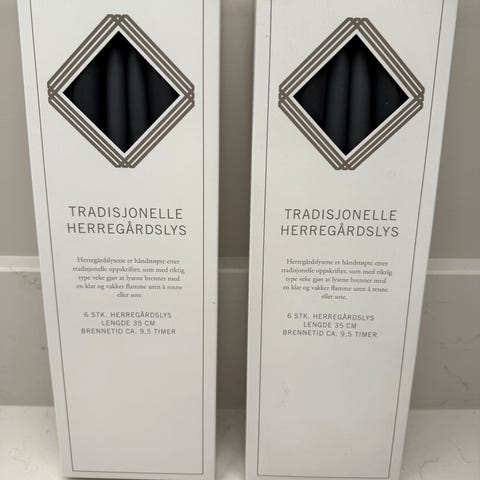 TRADISJONELLE
HERREGÅRDSLYS
Herregårdslysene er håndstøpte etter
tradisjonelle oppskrifter, som med riktig
type veke gjør at lysene brenner med
en klar og vakker flamme uten å renne
eller sote.
6 STK. HERREGÅRDSLYS
LENGDE 35 CM
BRENNETID CA. 9,5 TIMER
TRADISJONELLE
HERREGÅRDSLYS
Herregårdslysene er håndstøpte etter
tradisjonelle oppskrifter, som med riktig
type veke gjør at lysene brenner med
en klar og vakker flamme uten å renne
eller sote.
6 STK. HERREGÅRDSLYS
LENGDE 35 CM
BRENNETID CA. 9,5 TIMER